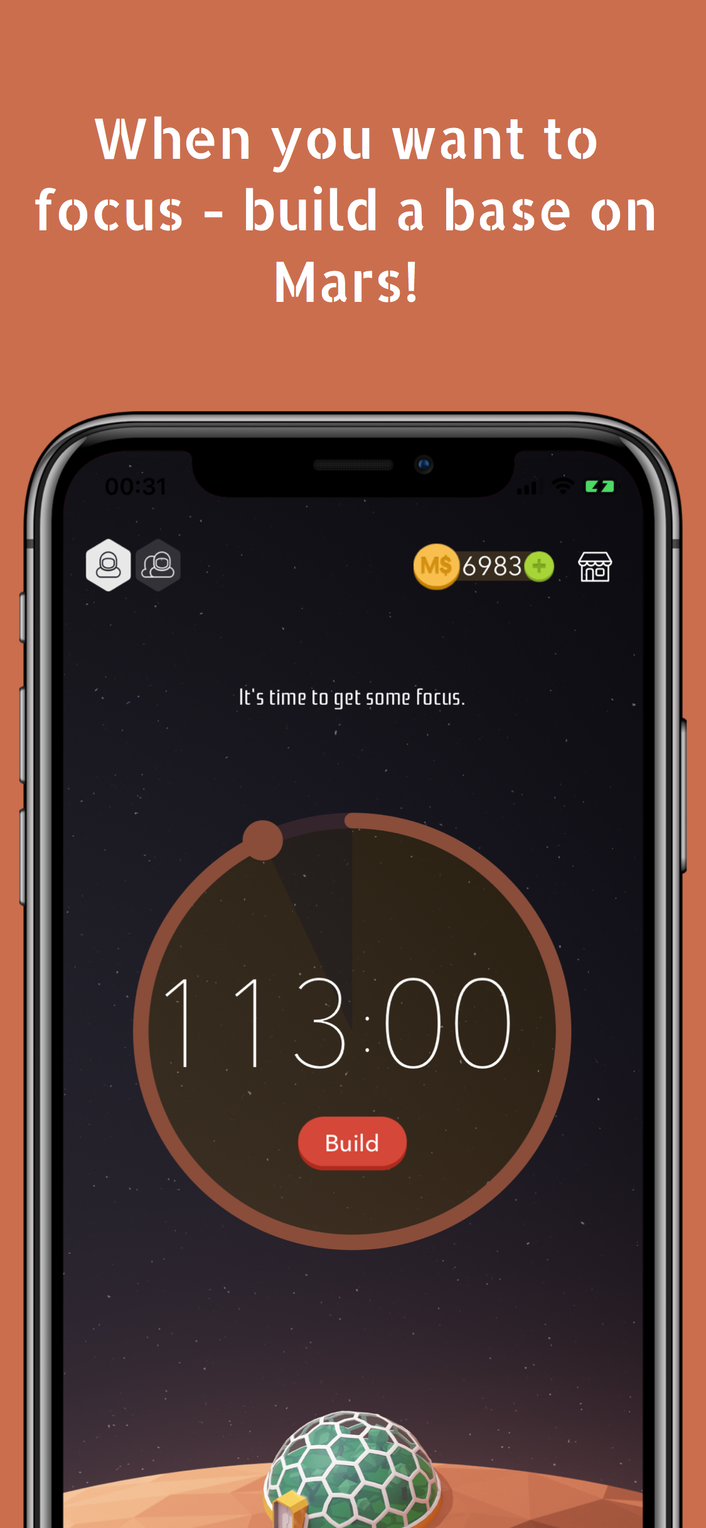 When you want to
focus - build a base on
Mars!
00:31
M$ 6983 +
It's time to get some focus.
113:00
Build